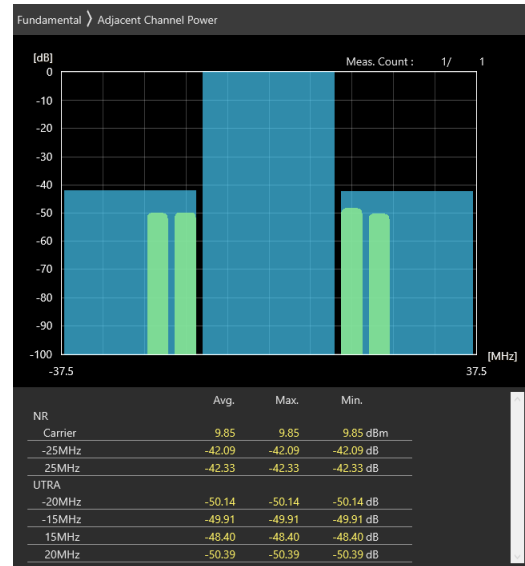 Fundamental 〉 Adjacent Channel Power
[dB]
Meas. Count : 1/ 1
0
-10
-20
-30
-40
-50
-60
-70
-80
-90
-100
[MHz]
-37.5 37.5
Avg. Max. Min.
NR
Carrier 9.85 9.85 9.85 dBm
-25MHz -42.09 -42.09 -42.09 dB
25MHz -42.33 -42.33 -42.33 dB
UTRA
-20MHz -50.14 -50.14 -50.14 dB
-15MHz -49.91 -49.91 -49.91 dB
15MHz -48.40 -48.40 -48.40 dB
20MHz -50.39 -50.39 -50.39 dB